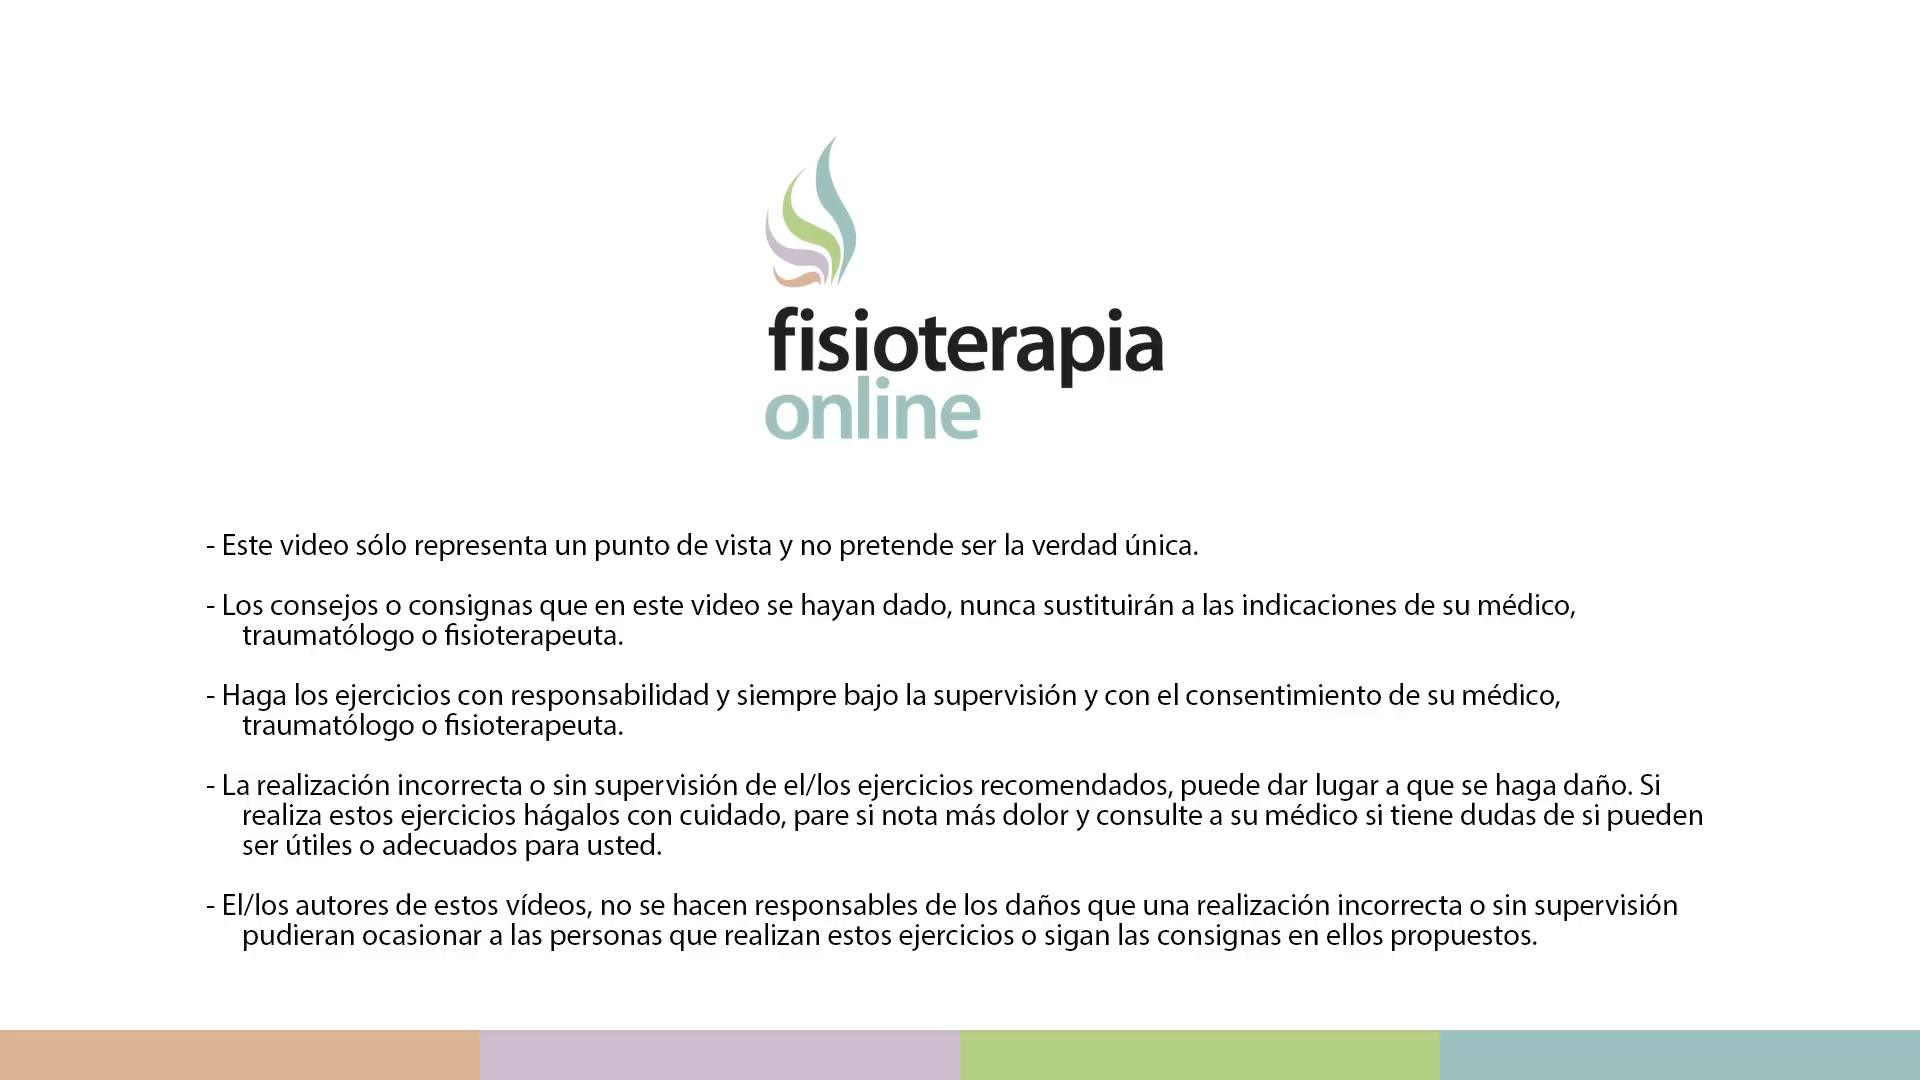 fisioterapia
online
- Este video sólo representa un punto de vista y no pretende ser la verdad única.
- Los consejos o consignas que en este video se hayan dado, nunca sustituirán a las indicaciones de su médico,
traumatólogo o fisioterapeuta.
- Haga los ejercicios con responsabilidad y siempre bajo la supervisión y con el consentimiento de su médico,
traumatólogo o fisioterapeuta.
- La realización incorrecta o sin supervisión de el/los ejercicios recomendados, puede dar lugar a que se haga daño. Si
realiza estos ejercicios hágalos con cuidado, pare si nota más dolor y consulte a su médico si tiene dudas de si pueden
ser útiles o adecuados para usted.
- El/los autores de estos vídeos, no se hacen responsables de los daños que una realización incorrecta o sin supervisión
pudieran ocasionar a las personas que realizan estos ejercicios o sigan las consignas en ellos propuestos.